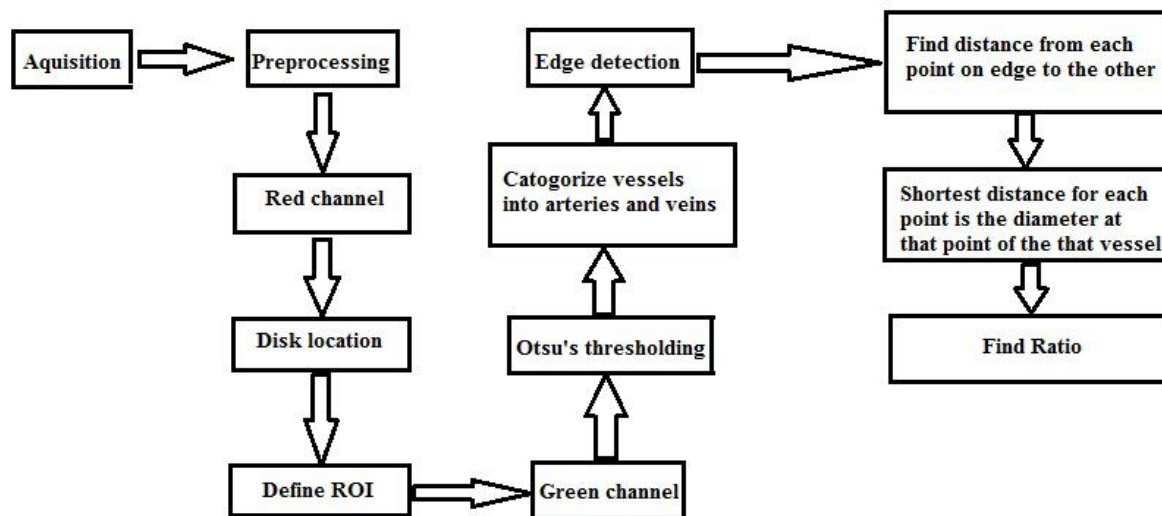 Aquisition
Preprocessing
Red channel
Disk location
Define ROI
Green channel
Otsu's thresholding
Catogorize vessels
into arteries and veins
Edge detection
Find distance from each
point on edge to the other
Shortest distance for each
point is the diameter at
that point of the that vessel
Find Ratio